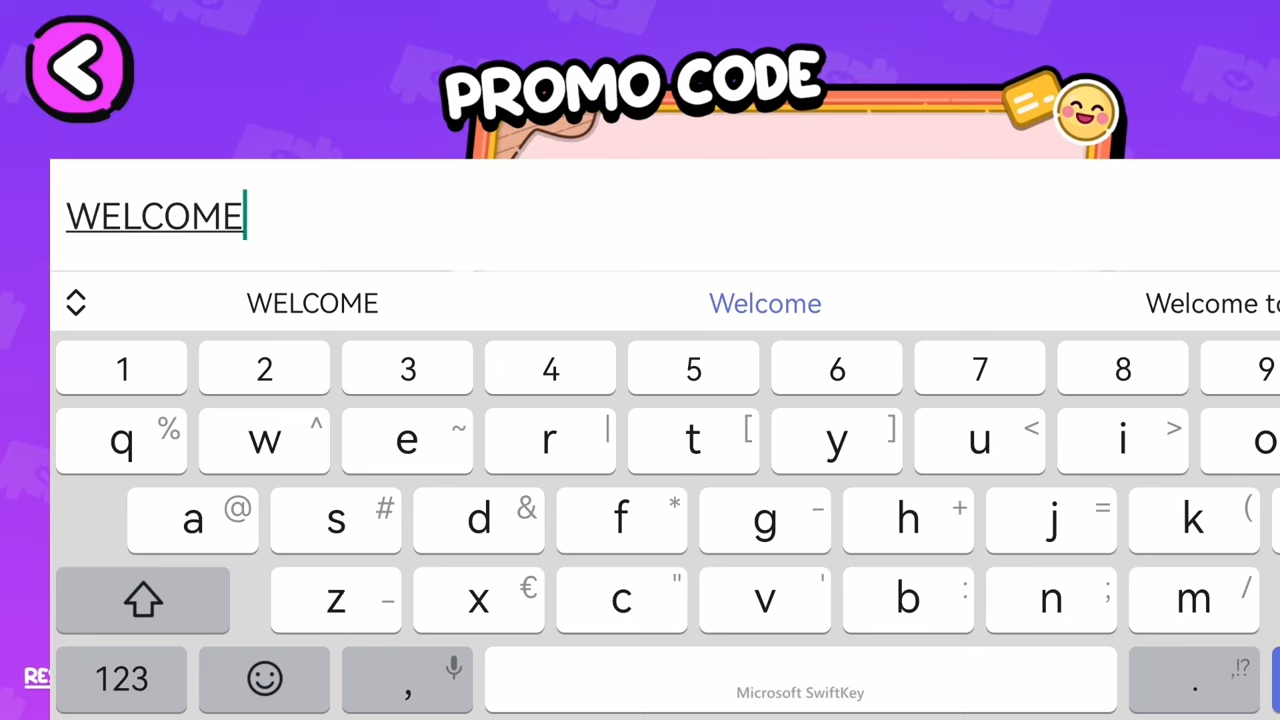 PROMO CODE
WELCOME
WELCOME Welcome Welcome to
1 2 3 4 5 6 7 8 9
q % w ^ e ~ r | t [ y ] u < i > o
a @ s # d & f * g - h + j = k (
z _ x € c " v ' b : n ; m /
123 , . ,!?
Microsoft SwiftKey